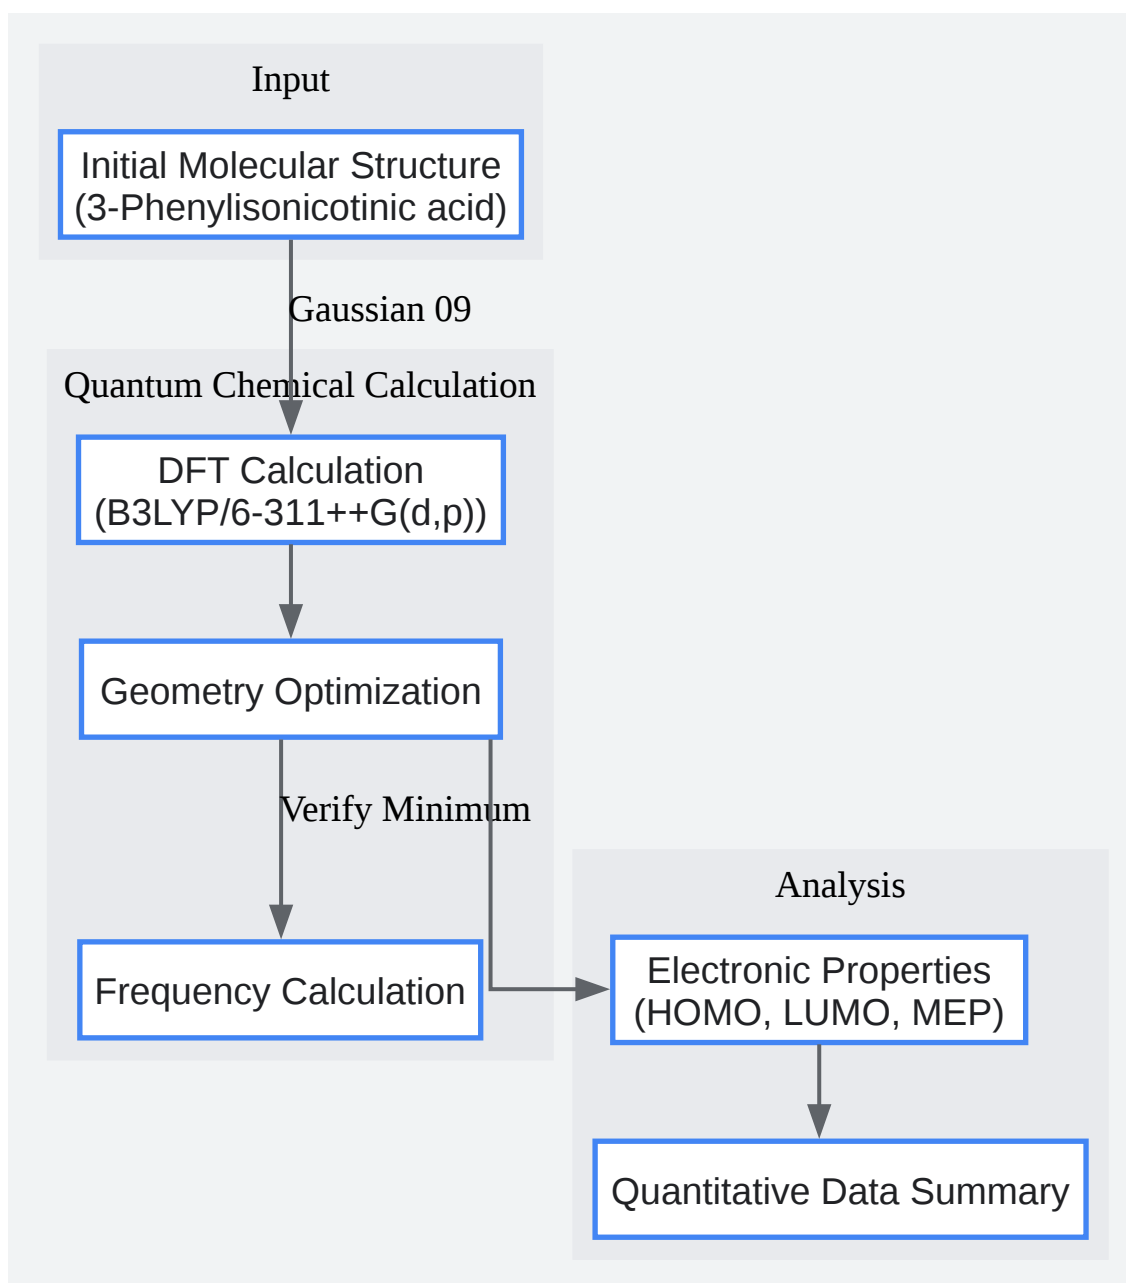 Input
Initial Molecular Structure
(3-Phenylisonicotinic acid)
Gaussian 09
Quantum Chemical Calculation
DFT Calculation
(B3LYP/6-311++G(d,p))
Geometry Optimization
Verify Minimum
Frequency Calculation
Analysis
Electronic Properties
(HOMO, LUMO, MEP)
Quantitative Data Summary